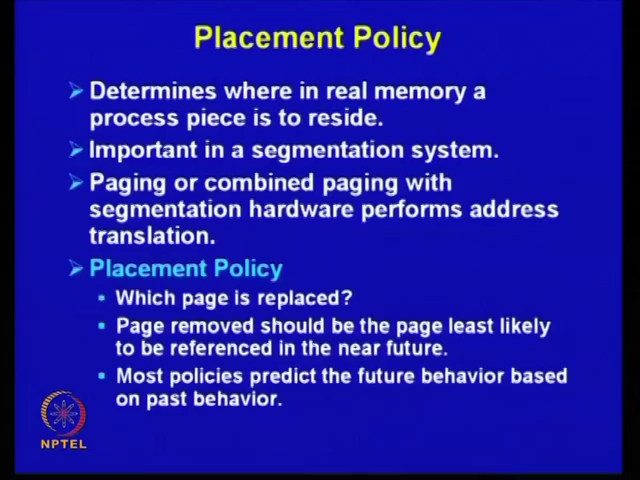 Placement Policy
Determines where in real memory a
process piece is to reside.
Important in a segmentation system.
Paging or combined paging with
segmentation hardware performs address
translation.
Placement Policy
Which page is replaced?
Page removed should be the page least likely
to be referenced in the near future.
Most policies predict the future behavior based
on past behavior.
NPTEL